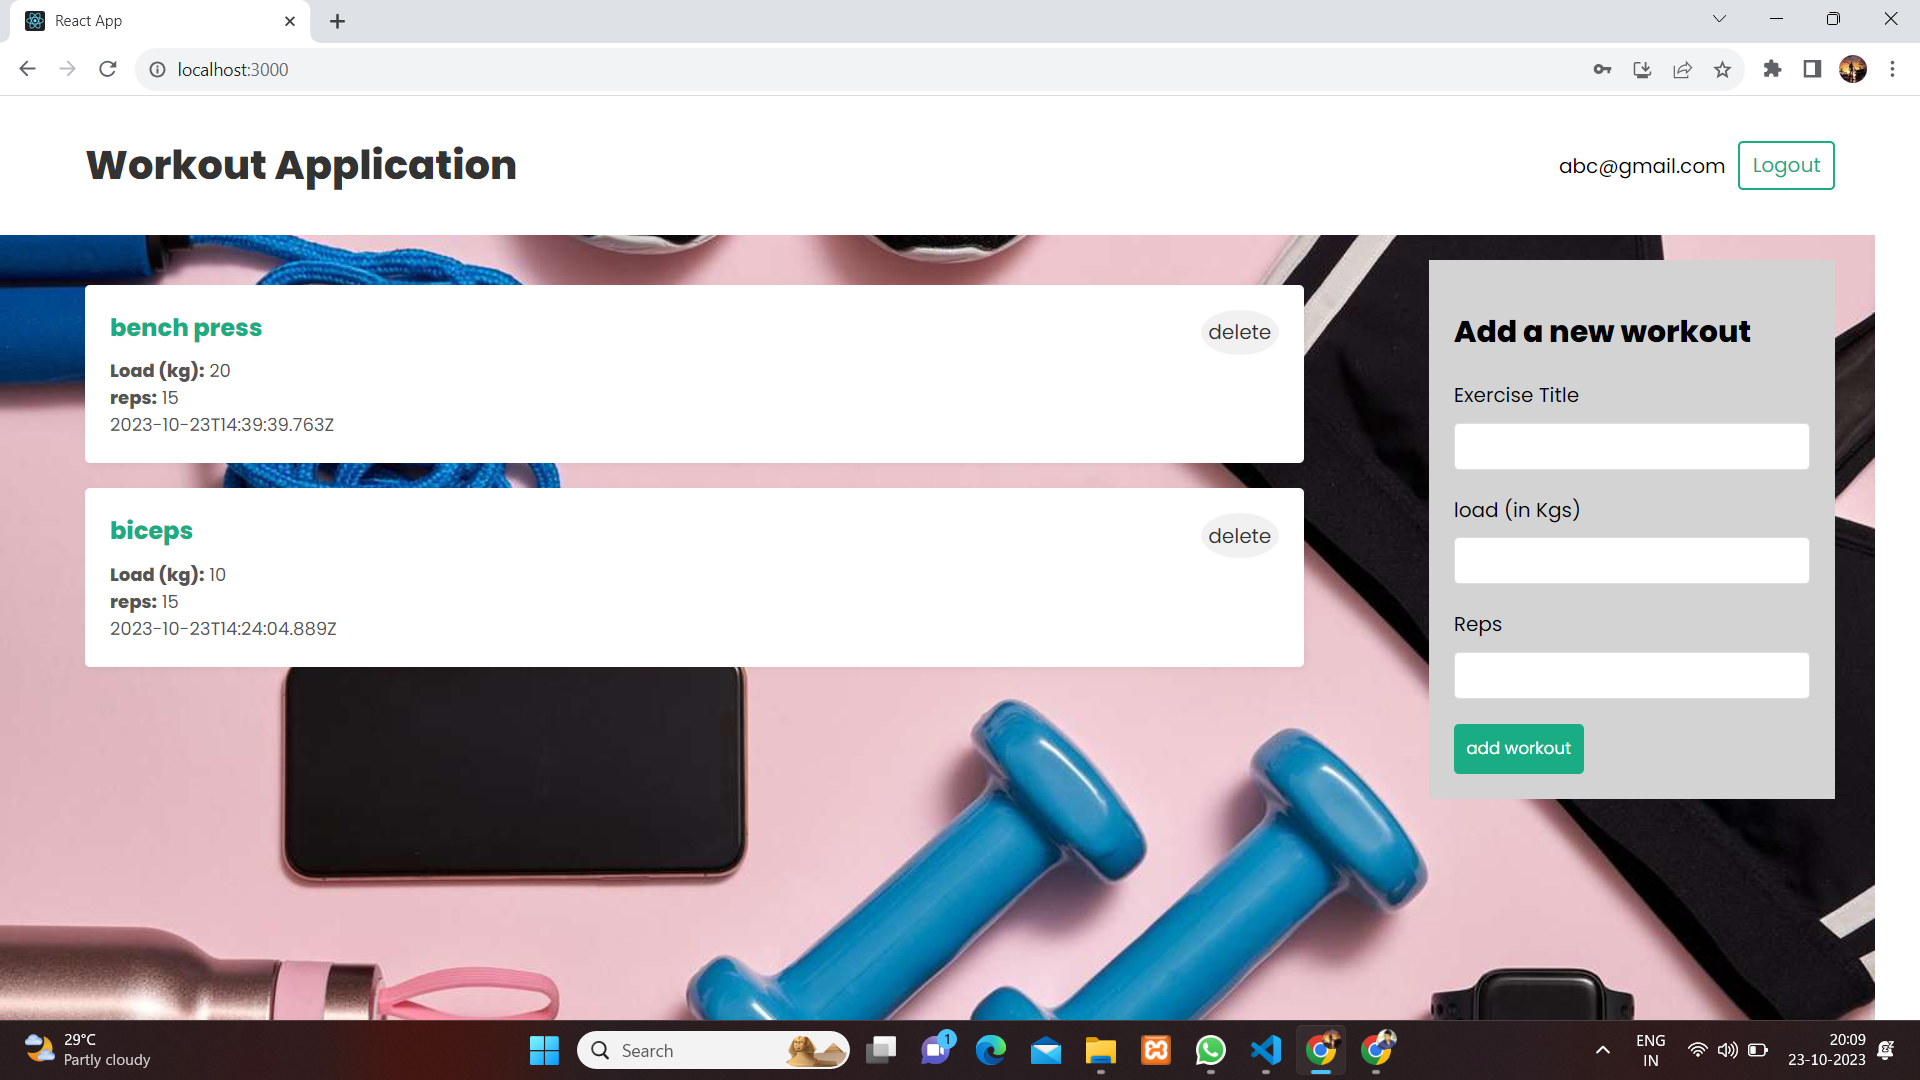 React App
localhost:3000
Workout Application
abc@gmail.com
Logout
bench press
delete
Load (kg): 20
reps: 15
2023-10-23T14:39:39.763Z
biceps
delete
Load (kg): 10
reps: 15
2023-10-23T14:24:04.889Z
Add a new workout
Exercise Title
load (in Kgs)
Reps
add workout
29°C
Partly cloudy
Search
1
ENG
IN
20:09
23-10-2023